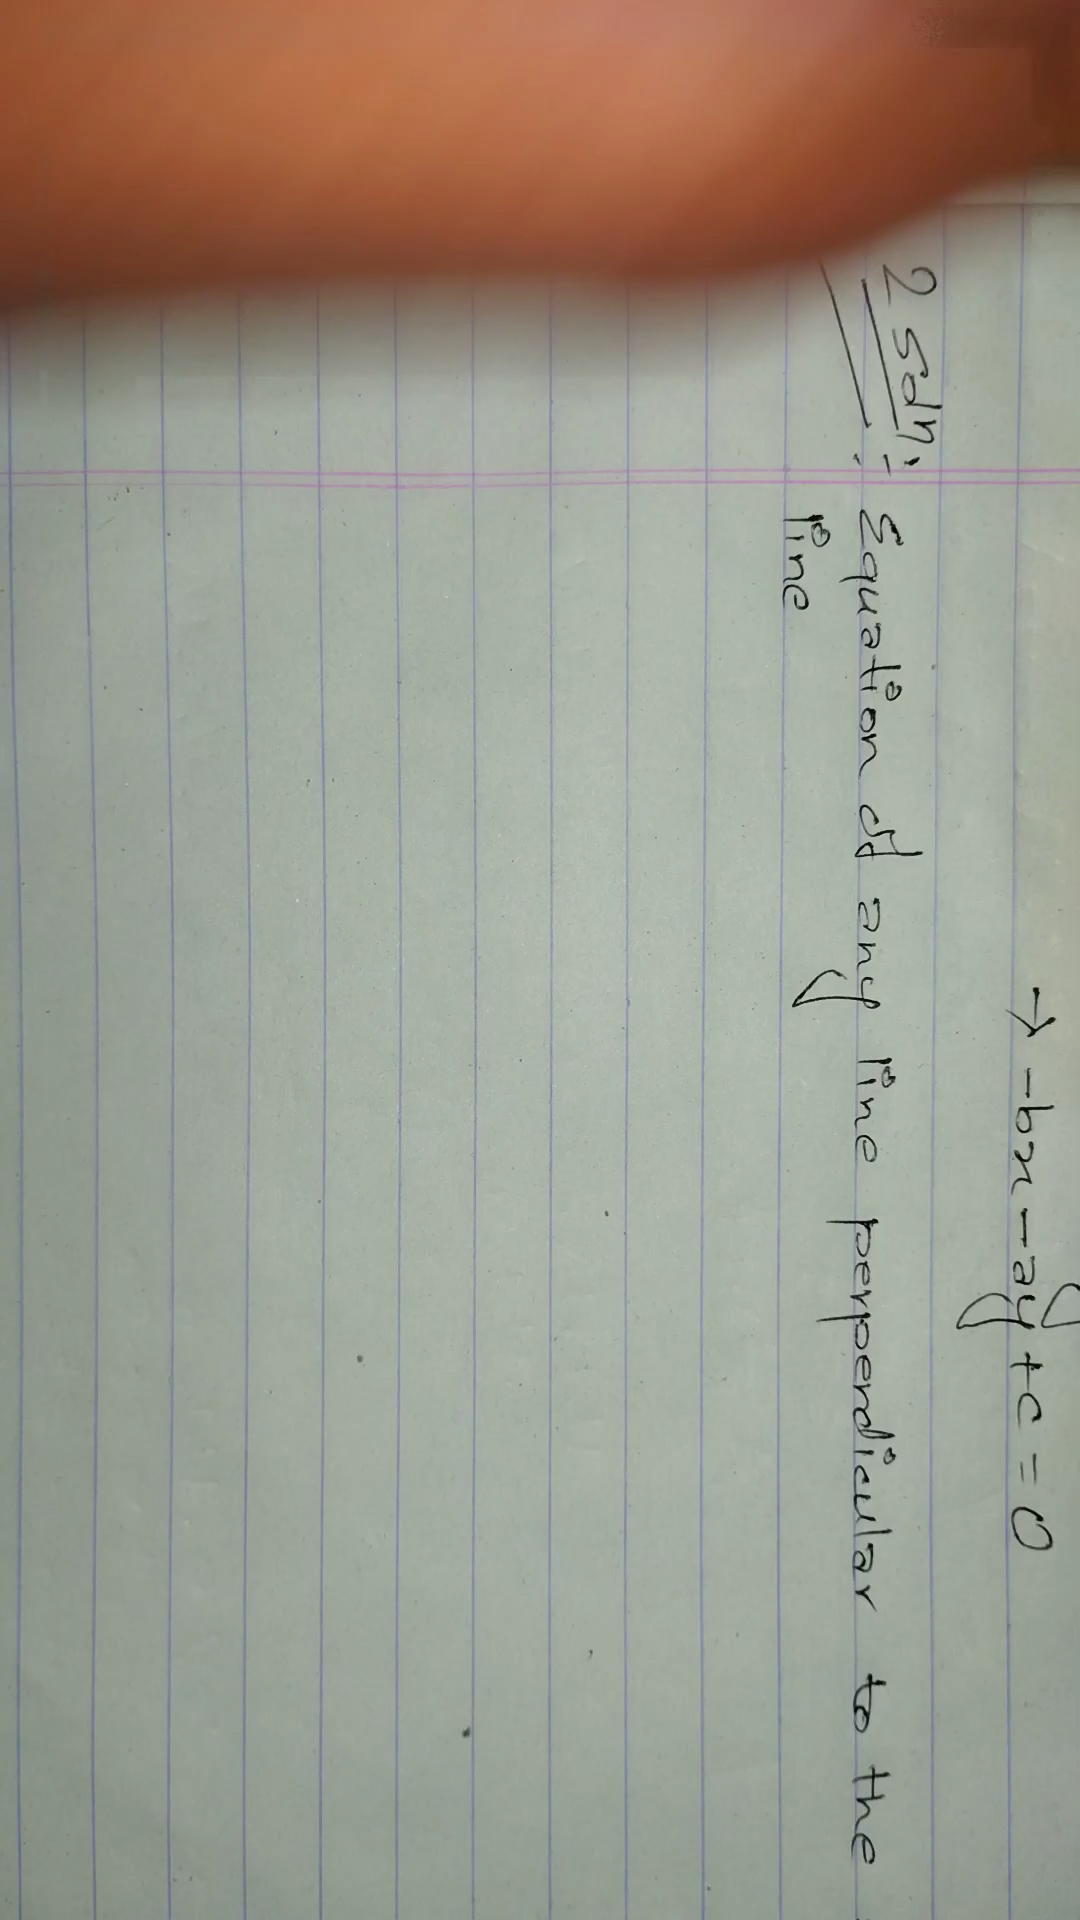 → -bx - ay + c = 0
2 Soln: - Equation of any line perpendicular to the
line